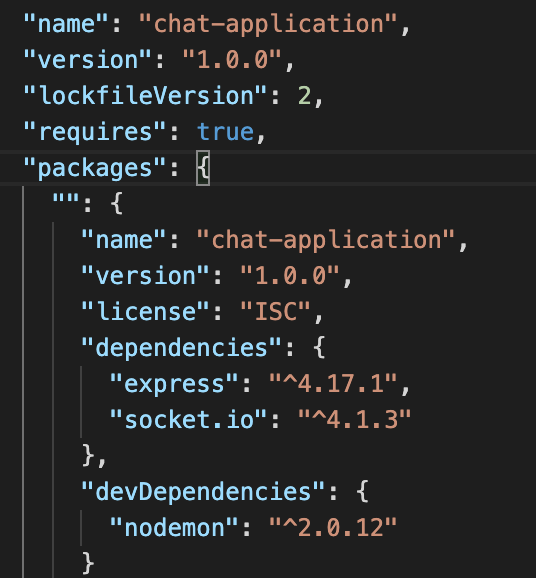 "name": "chat-application",
"version": "1.0.0",
"lockfileVersion": 2,
"requires": true,
"packages": {
"": {
"name": "chat-application",
"version": "1.0.0",
"license": "ISC",
"dependencies": {
"express": "^4.17.1",
"socket.io": "^4.1.3"
},
"devDependencies": {
"nodemon": "^2.0.12"
}